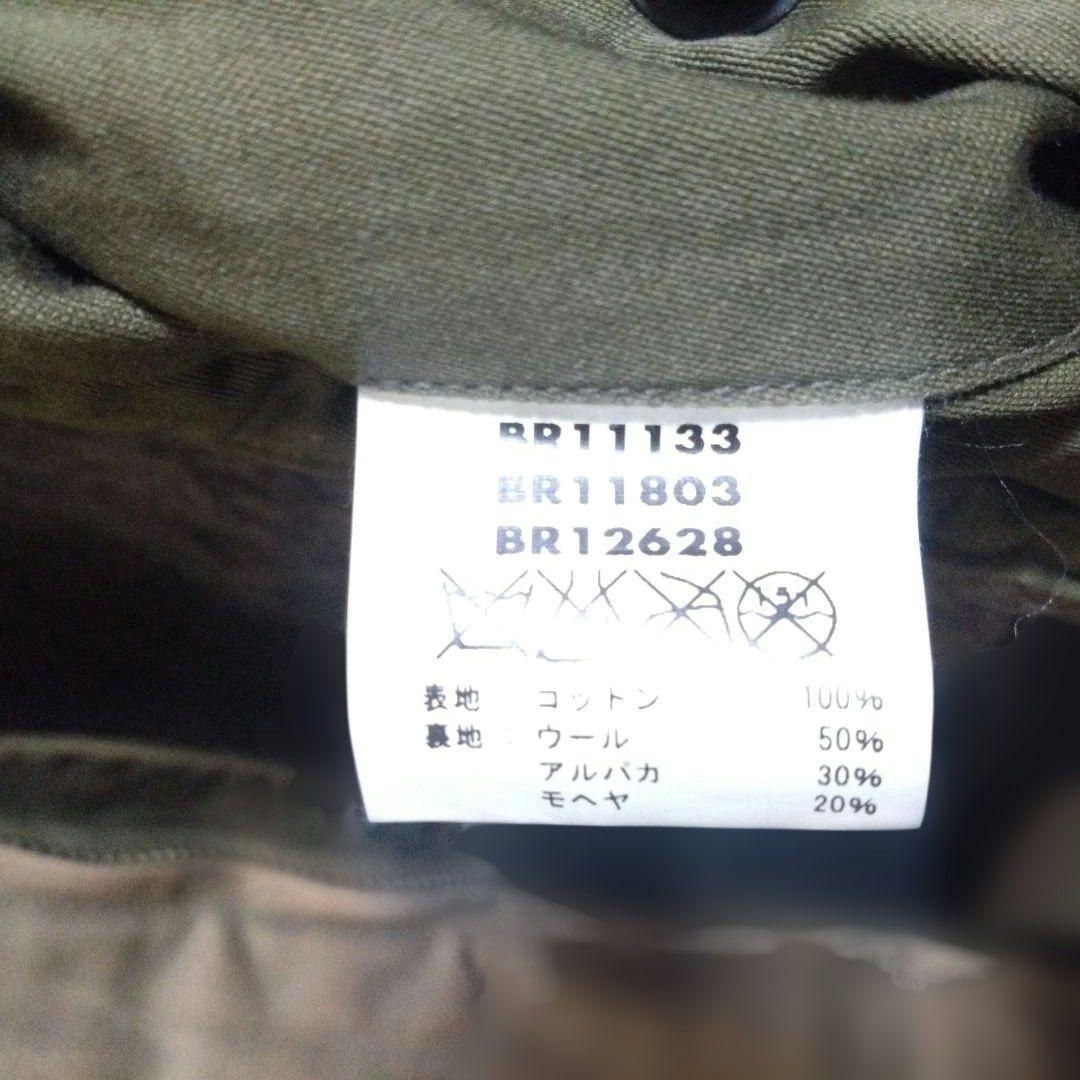 BR11133
BR11803
BR12628
表地 : コットン 100%
裏地 : ウール 50%
アルパカ 30%
モヘヤ 20%